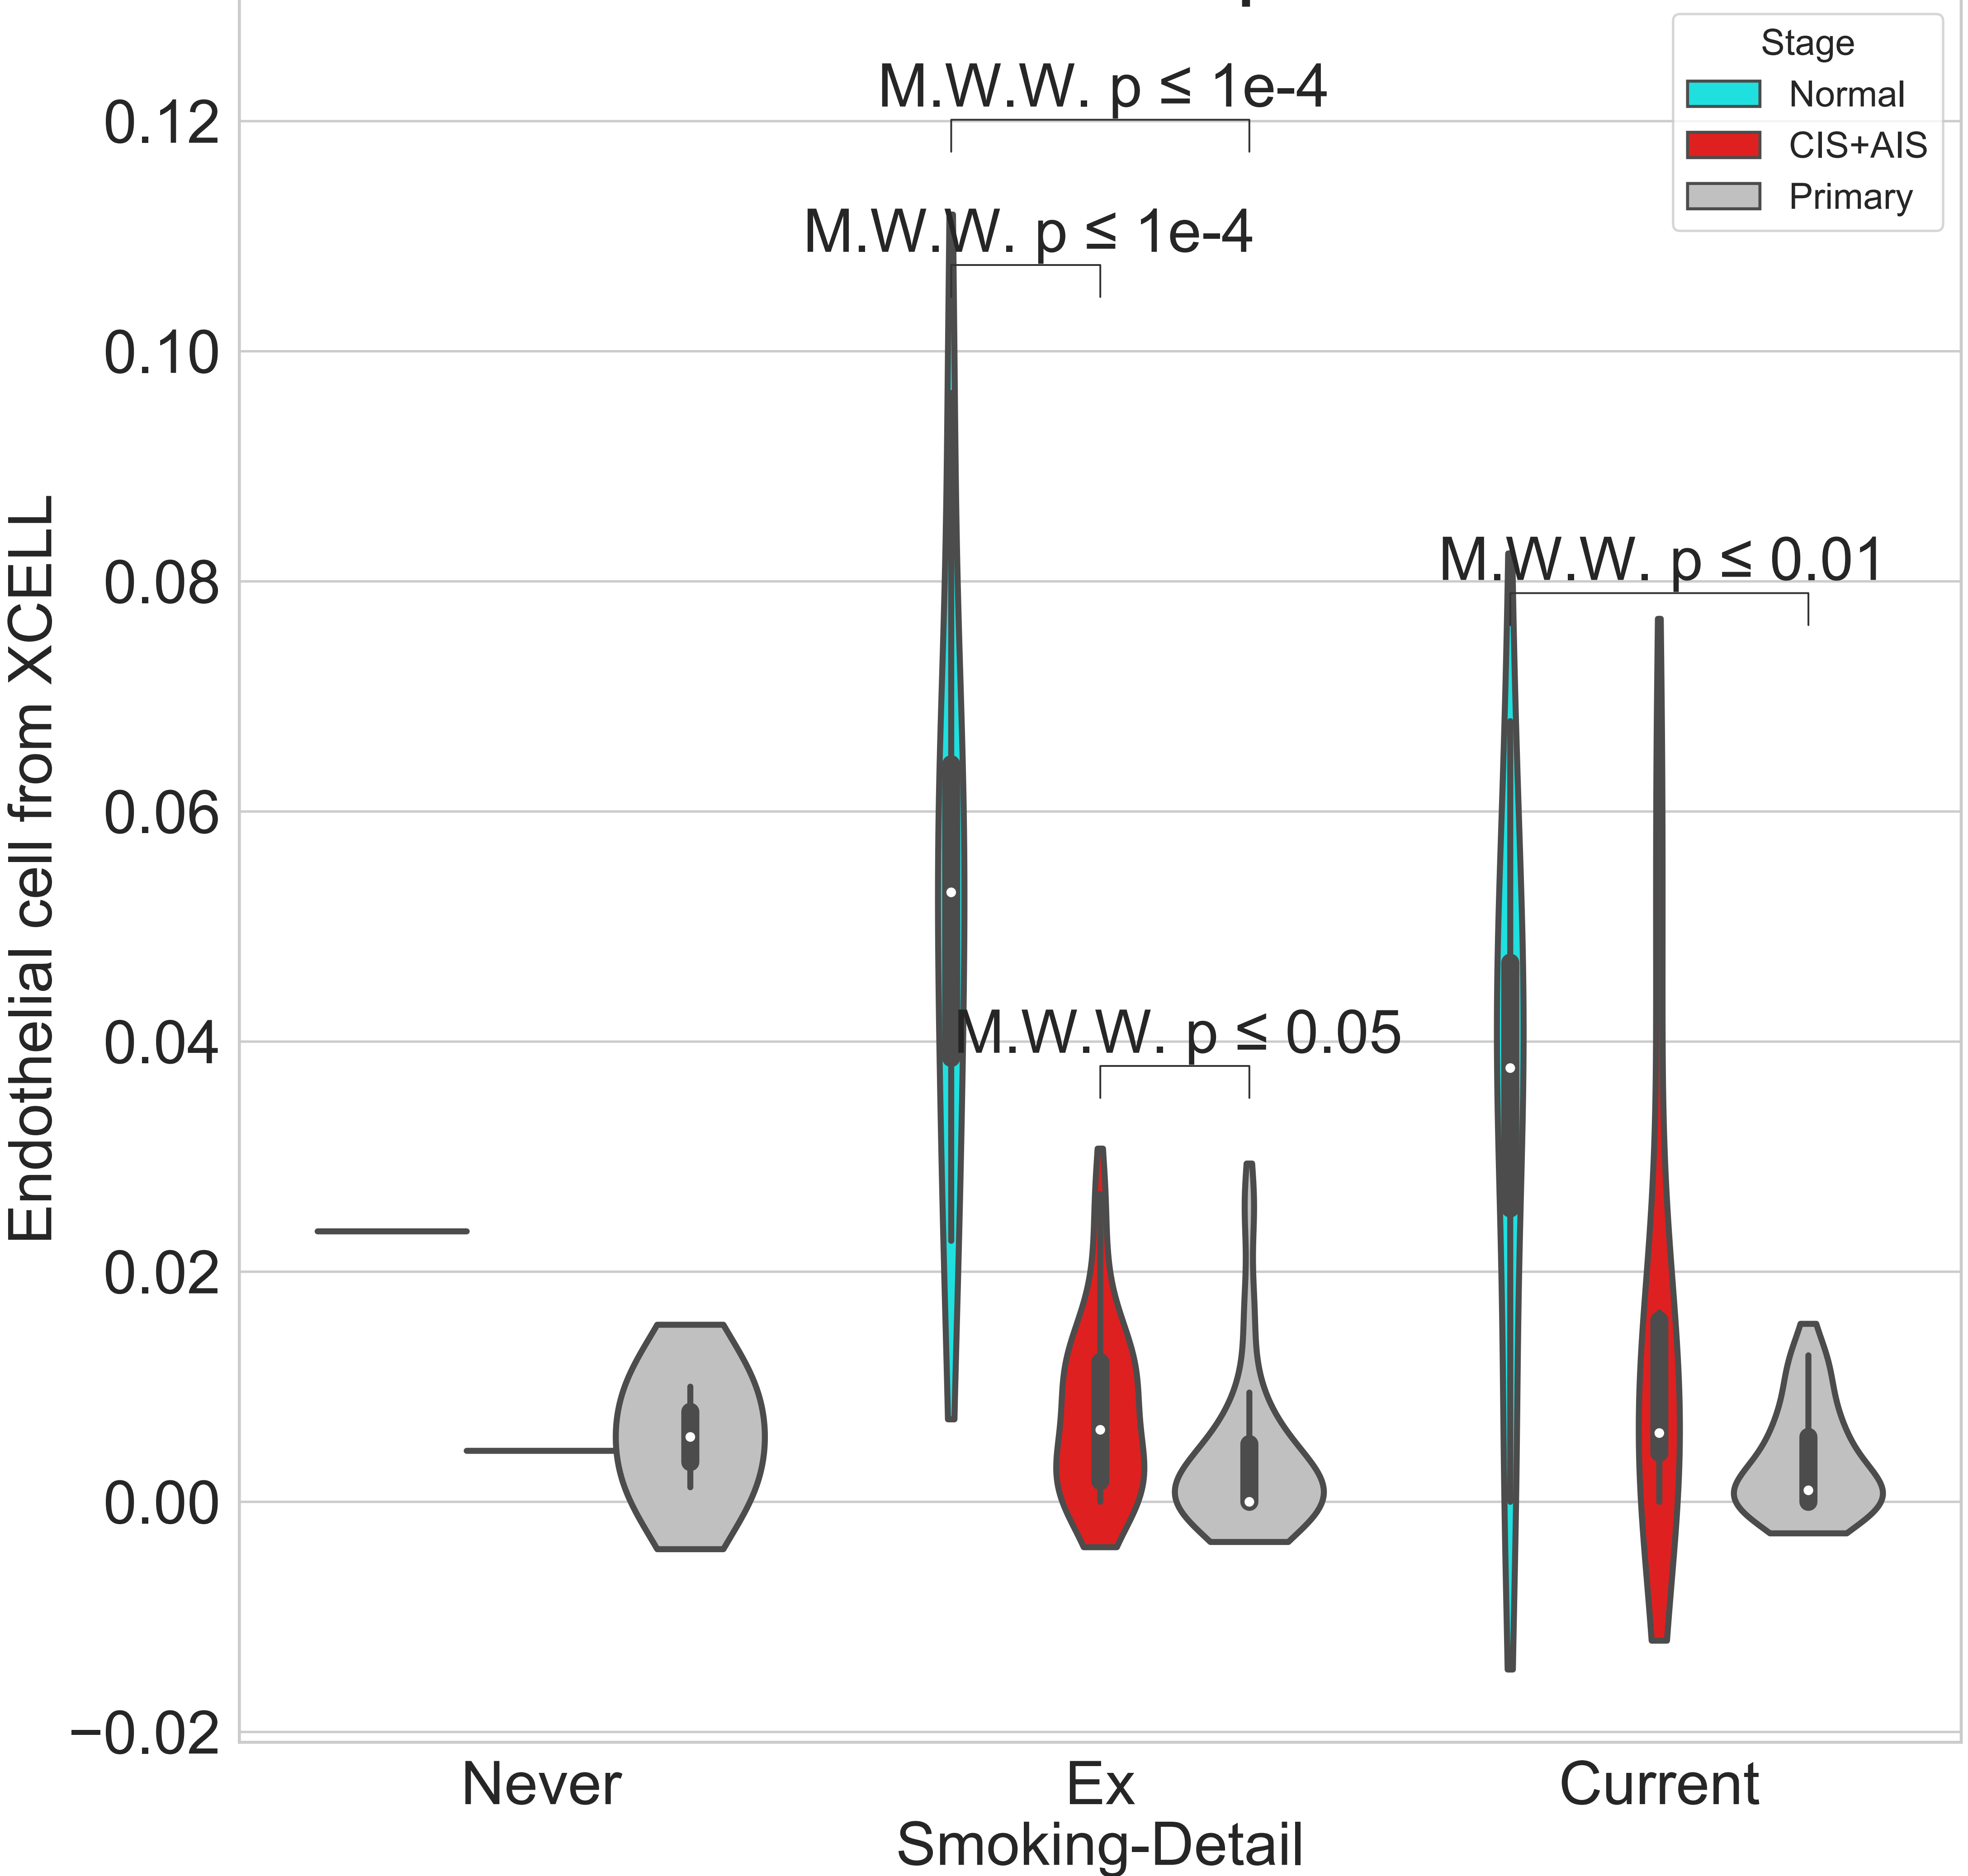 Stage
Normal
CIS+AIS
Primary
M.W.W. p ≤ 1e-4
M.W.W. p ≤ 1e-4
M.W.W. p ≤ 0.01
M.W.W. p ≤ 0.05
Endothelial cell from XCELL
0.12
0.10
0.08
0.06
0.04
0.02
0.00
−0.02
Never
Ex
Current
Smoking-Detail